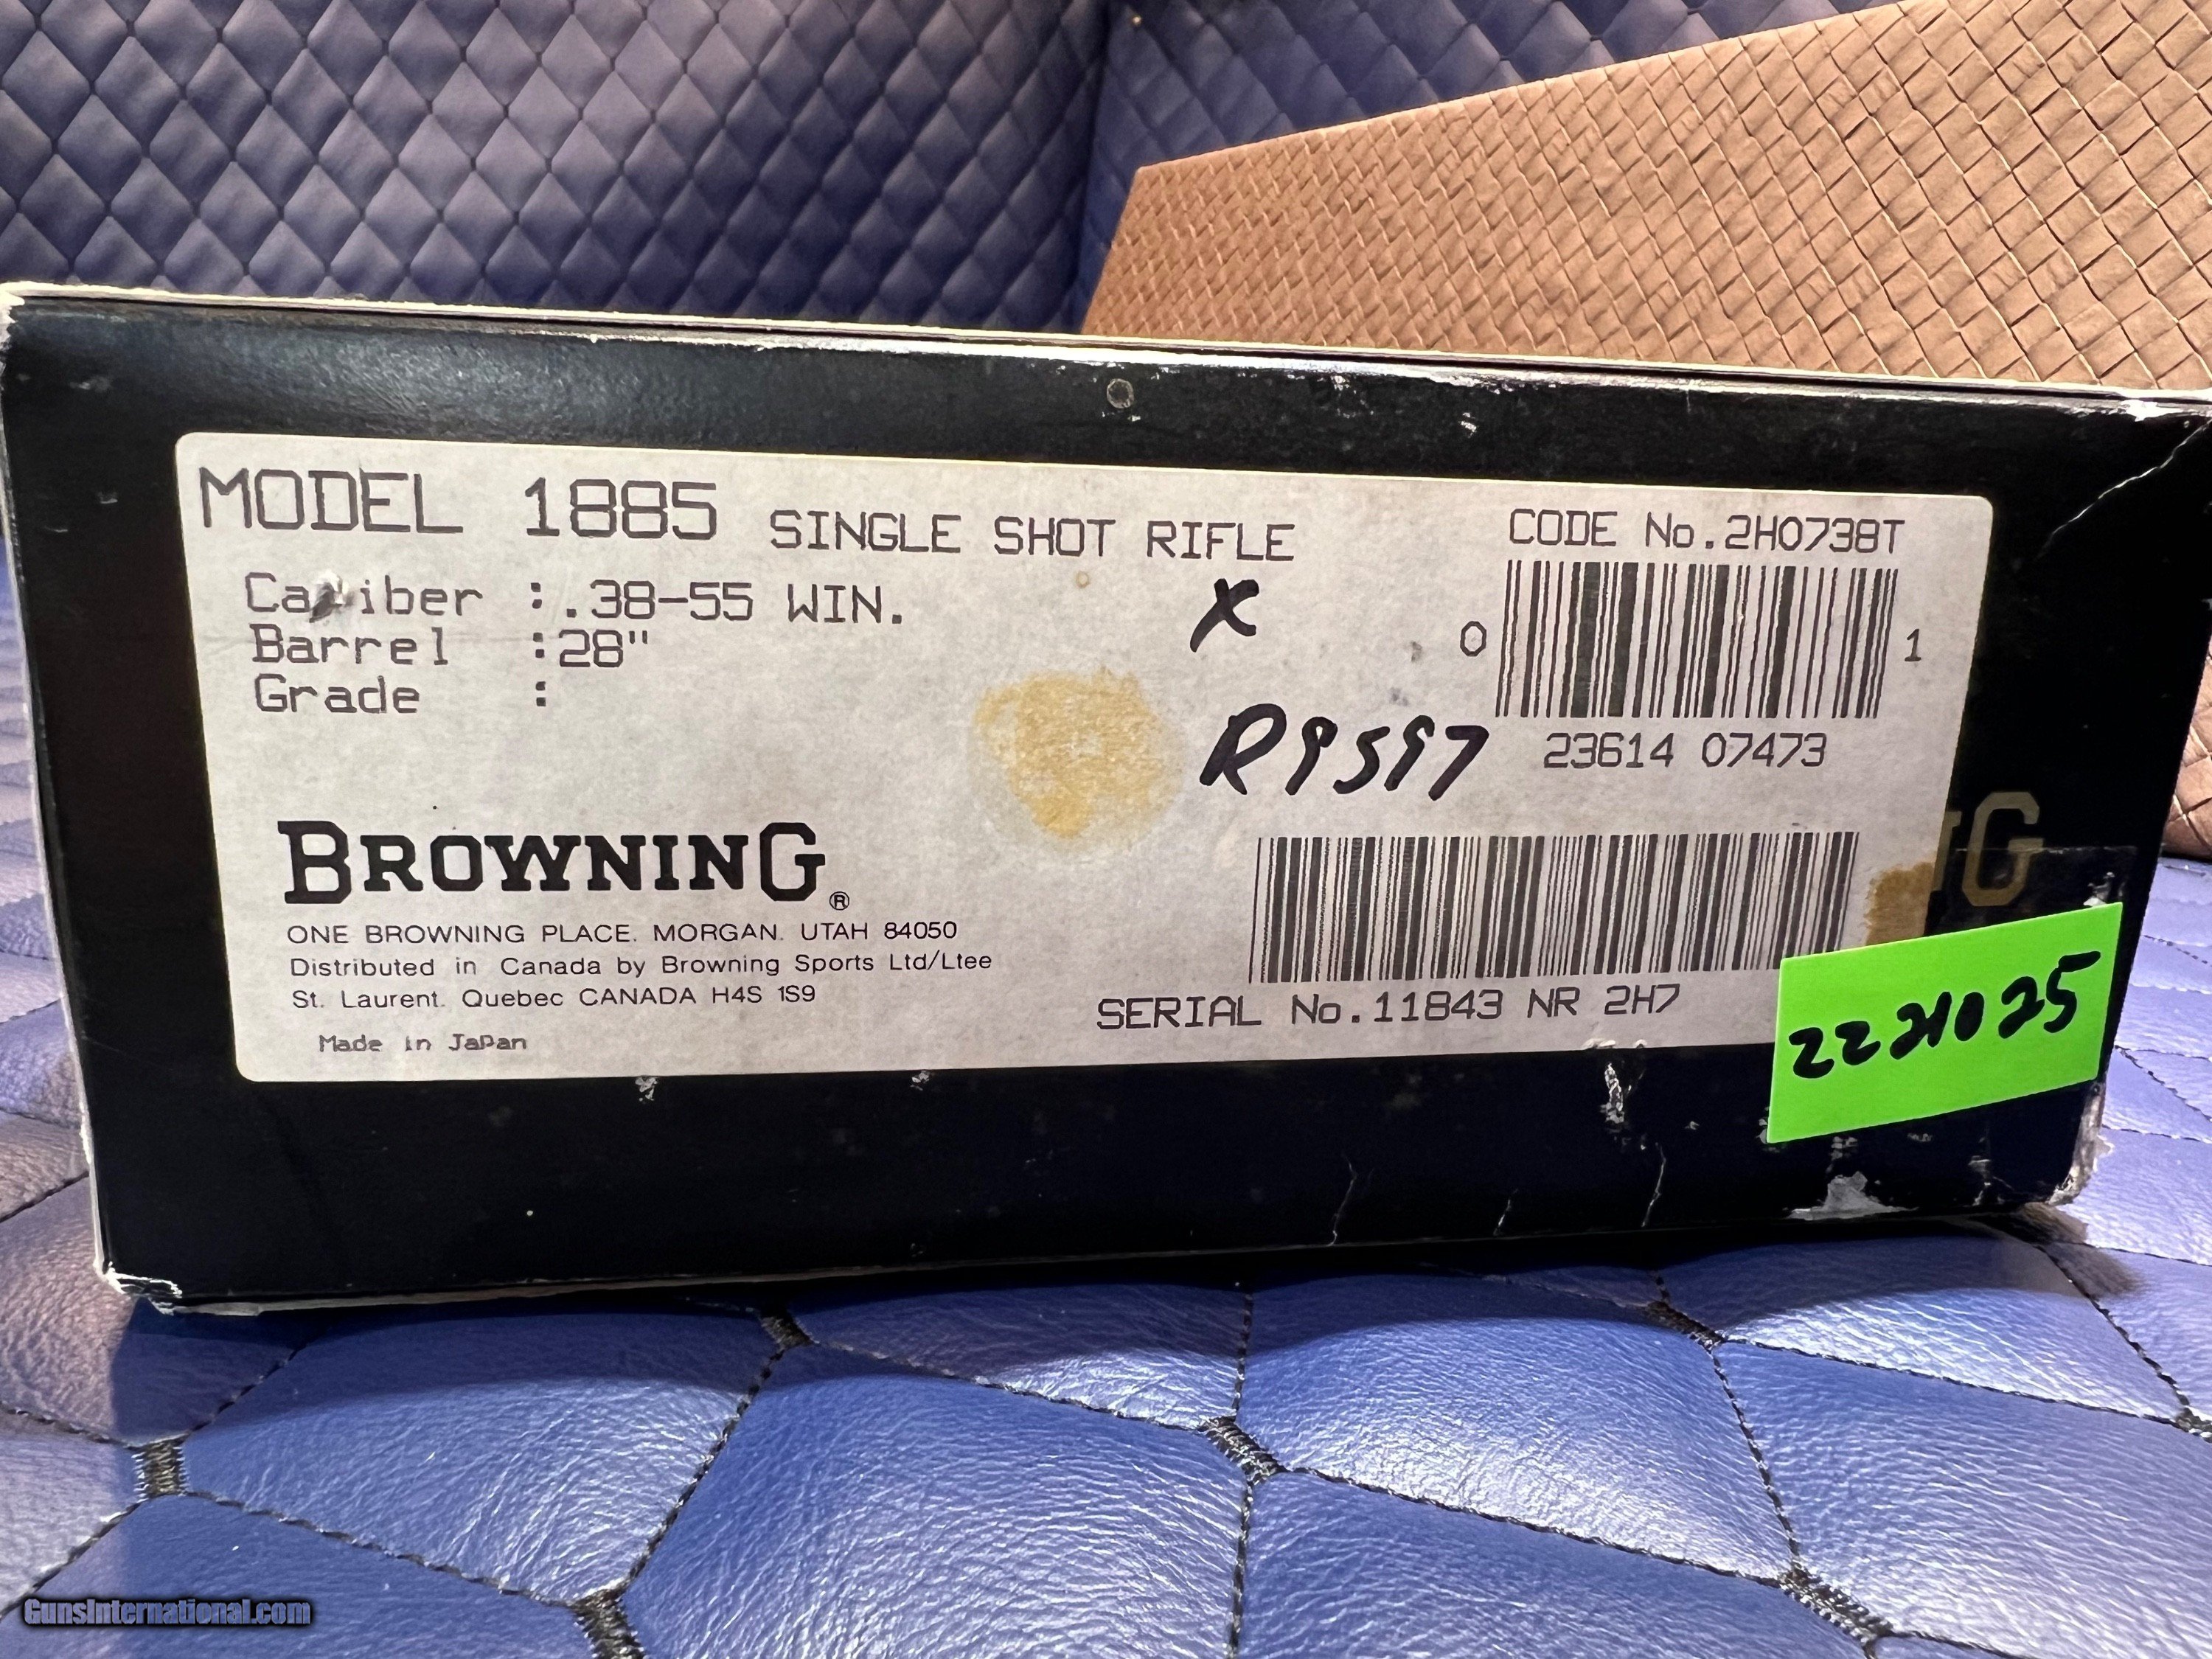 MODEL 1885 SINGLE SHOT RIFLE
CODE No.2H0738T
Caliber :.38-55 WIN.
Barrel :28"
Grade :
X
0 1
23614 07473
R9597
BROWNING®
ONE BROWNING PLACE. MORGAN. UTAH 84050
Distributed in Canada by Browning Sports Ltd/Ltee
St. Laurent. Quebec CANADA H4S 1S9
Made in Japan
SERIAL No.11843 NR 2H7
NG
GunsInternational.com